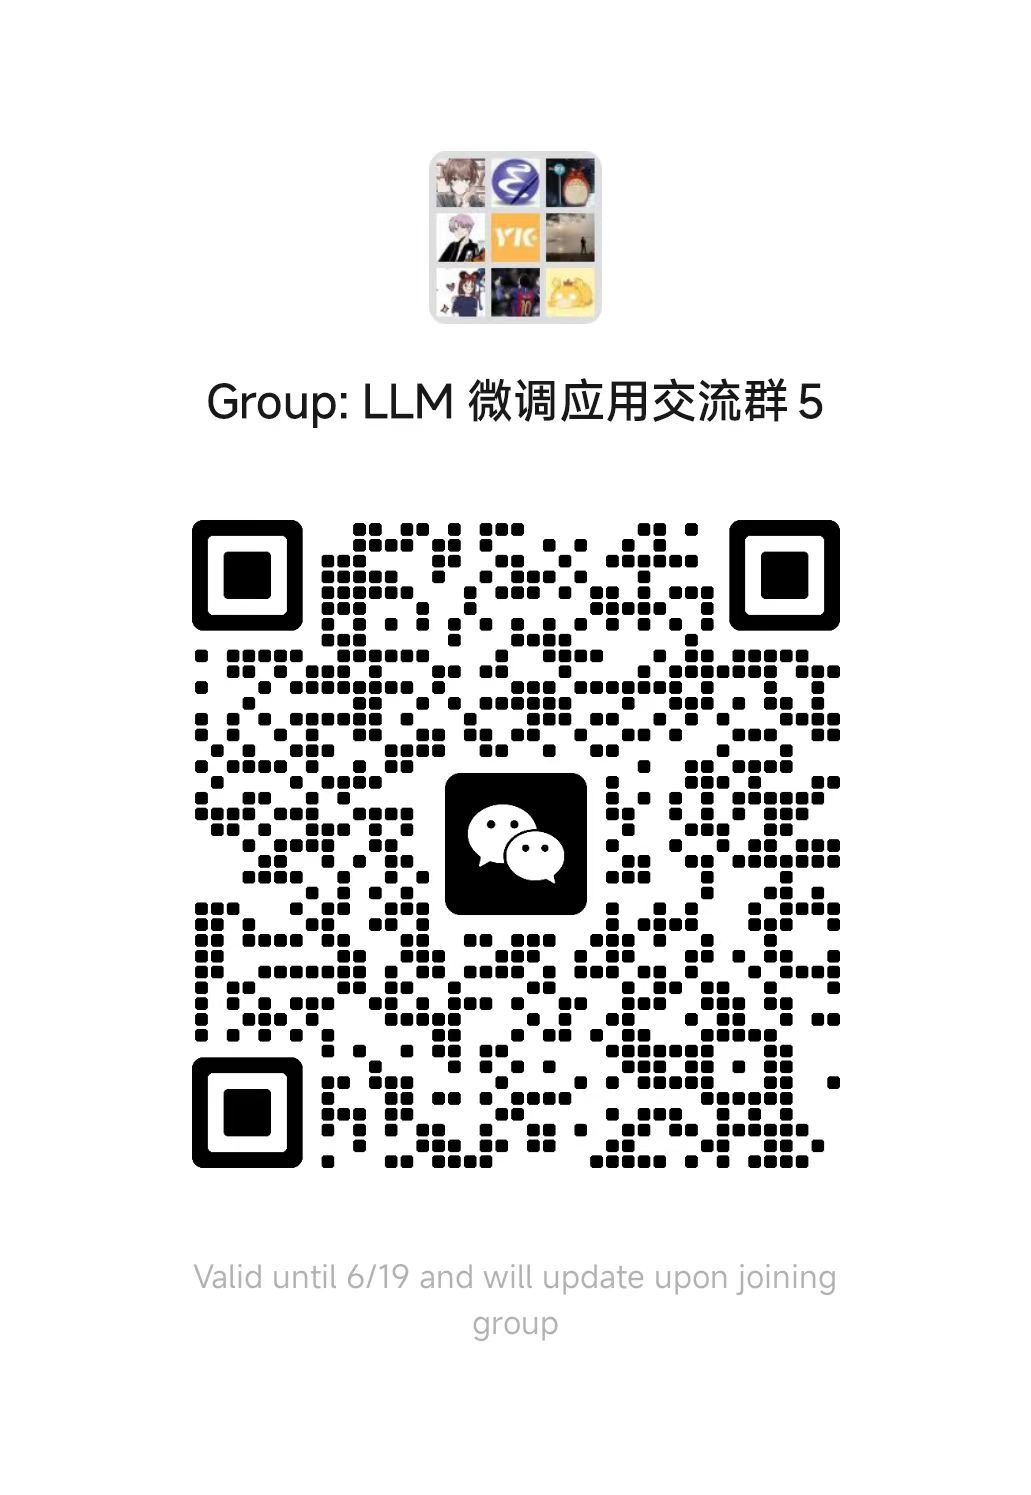 Group: LLM 微调应用交流群 5
Valid until 6/19 and will update upon joining
group